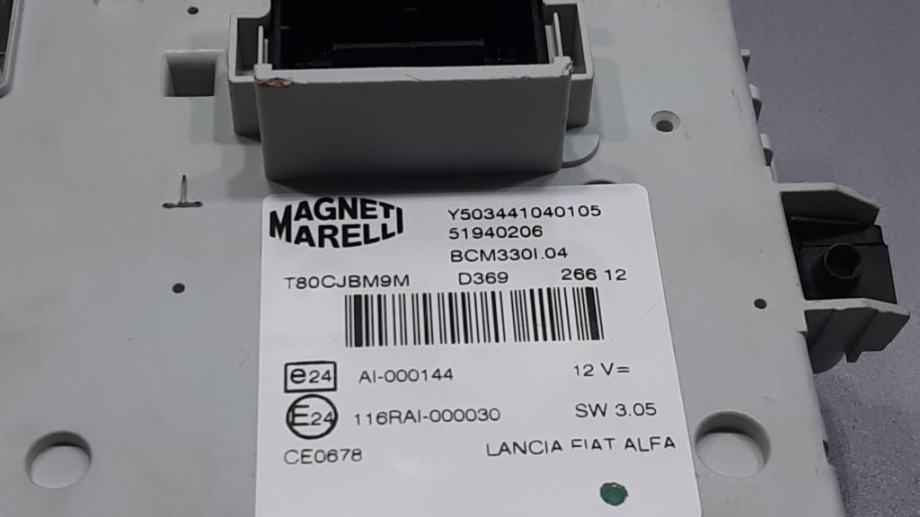 MAGNETI
MARELLI
Y503441040105
51940206
BCM330I.04
T80CJBM9M D369 266 12
e24 AI-000144 12 V=
E24 116RAI-000030 SW 3.05
CE0678 LANCIA FIAT ALFA